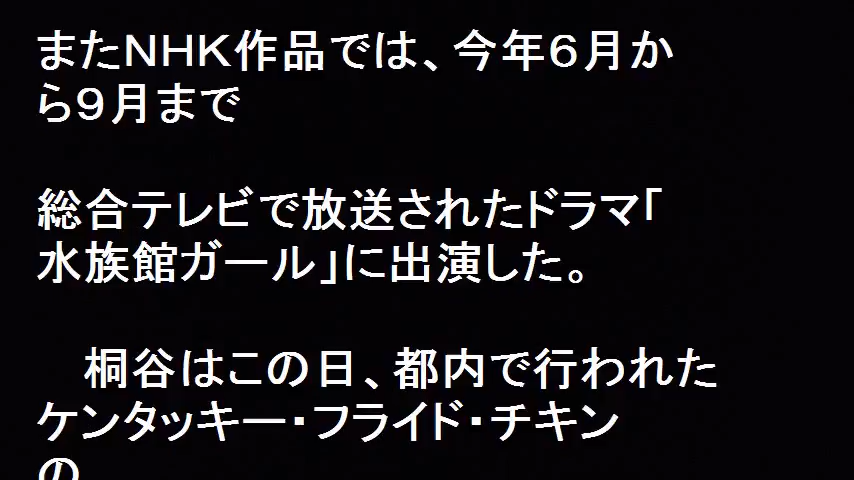 またNHK作品では、今年6月か
ら9月まで
総合テレビで放送されたドラマ「
水族館ガール」に出演した。
桐谷はこの日、都内で行われた
ケンタッキー・フライド・チキン
の